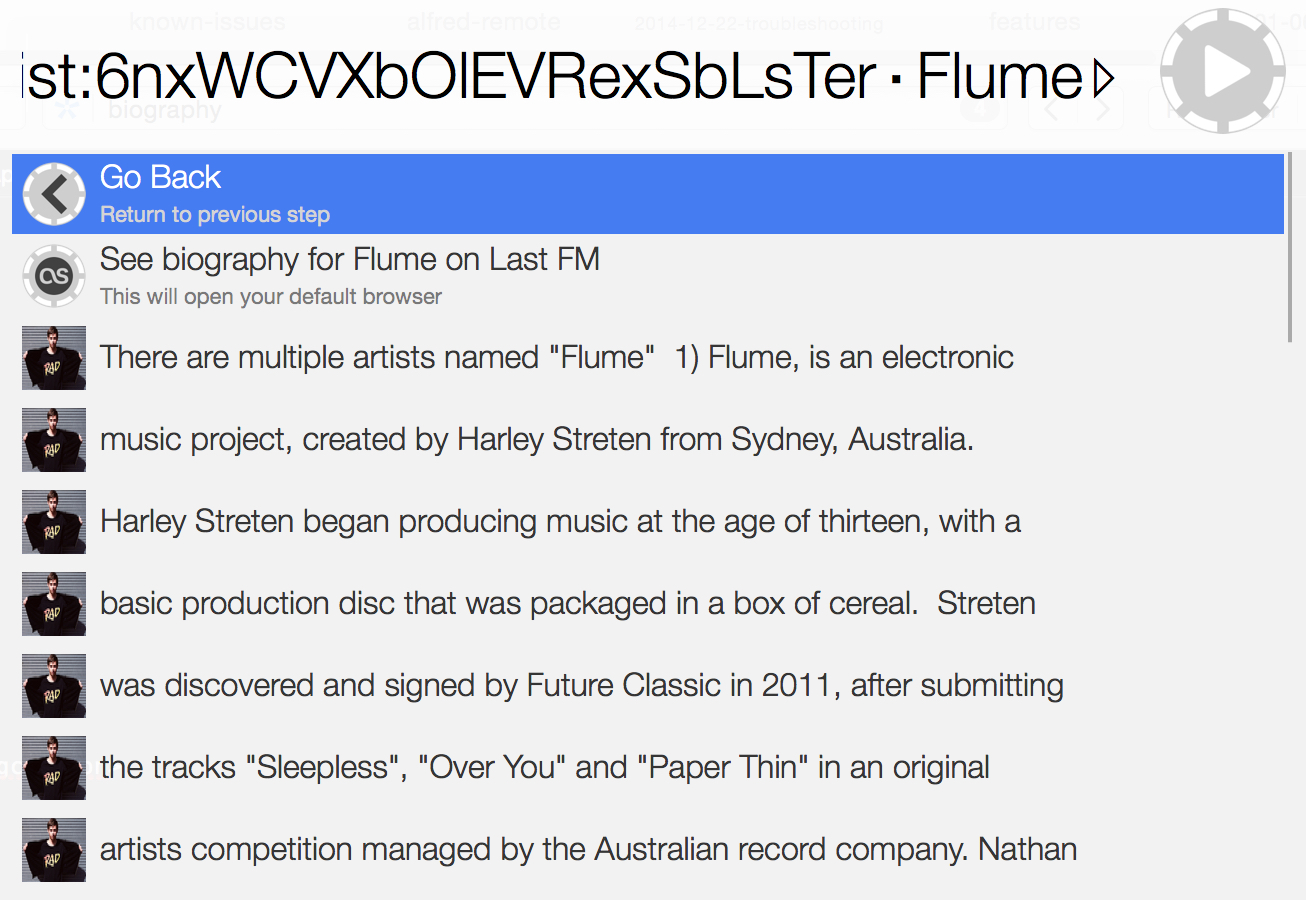 known-issues alfred-remote 2014-12-22-troubleshooting features
ist:6nxWCVXbOlEVRexSbLsTer · Flume▷
biography
Go Back
Return to previous step
See biography for Flume on Last FM
This will open your default browser
There are multiple artists named "Flume"  1) Flume, is an electronic
music project, created by Harley Streten from Sydney, Australia.
Harley Streten began producing music at the age of thirteen, with a
basic production disc that was packaged in a box of cereal.  Streten
was discovered and signed by Future Classic in 2011, after submitting
the tracks "Sleepless", "Over You" and "Paper Thin" in an original
artists competition managed by the Australian record company. Nathan